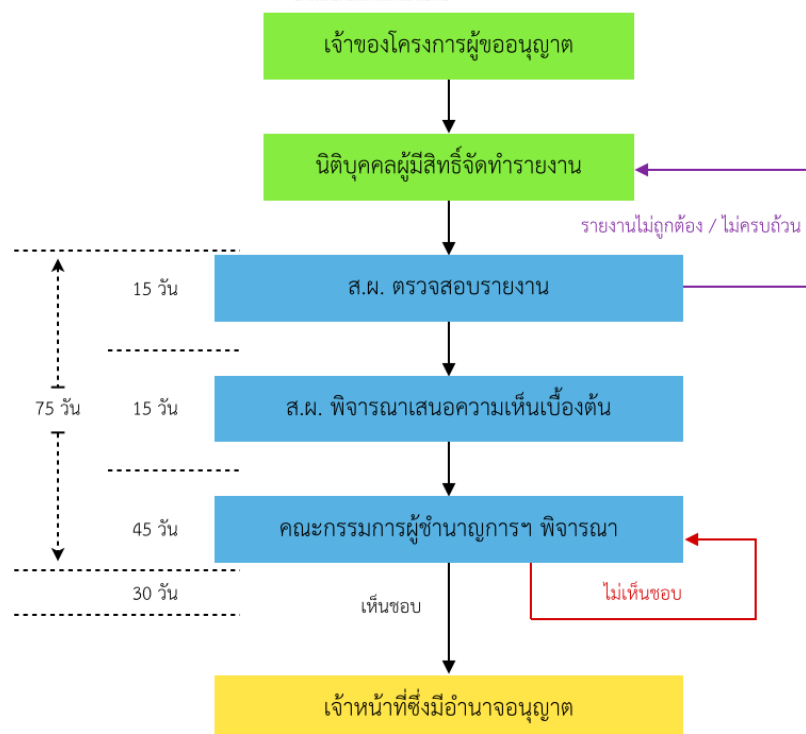 เจ้าของโครงการผู้ขออนุญาต
นิติบุคคลผู้มีสิทธิ์จัดทำรายงาน
รายงานไม่ถูกต้อง / ไม่ครบถ้วน
15 วัน
ส.ผ. ตรวจสอบรายงาน
75 วัน
15 วัน
ส.ผ. พิจารณาเสนอความเห็นเบื้องต้น
45 วัน
คณะกรรมการผู้ชำนาญการฯ พิจารณา
30 วัน
เห็นชอบ
ไม่เห็นชอบ
เจ้าหน้าที่ซึ่งมีอำนาจอนุญาต